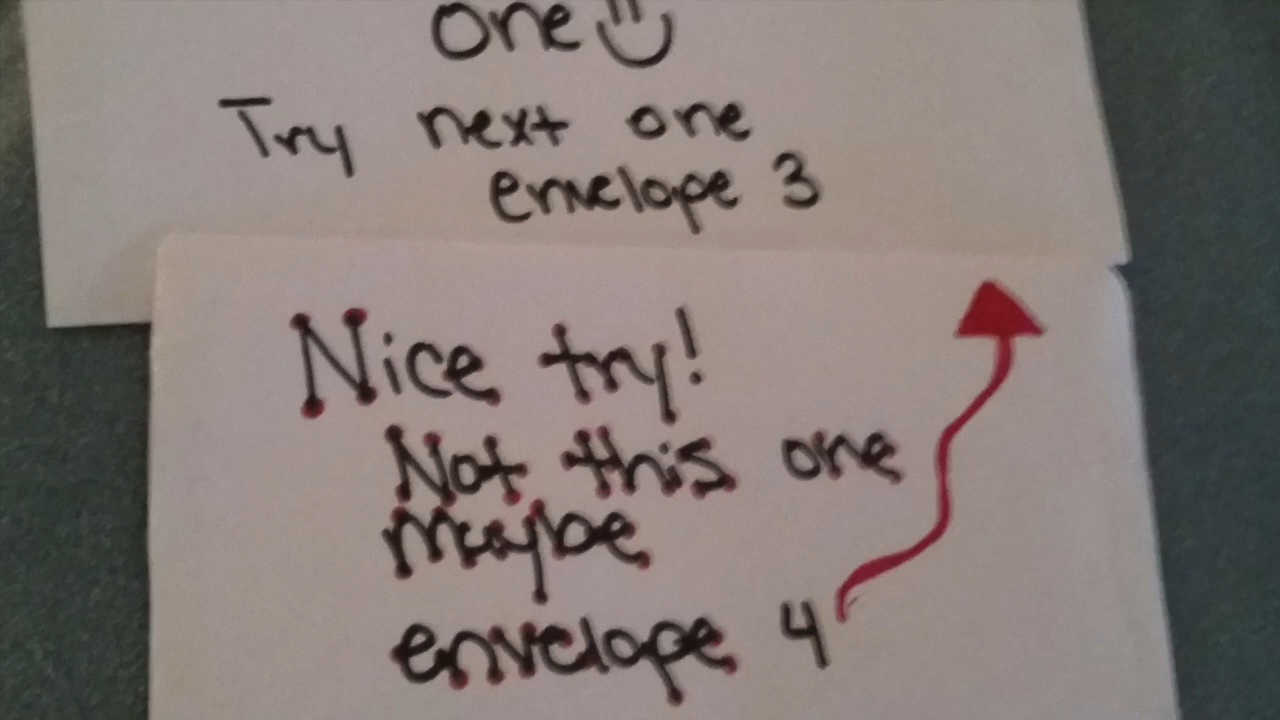 one
Try next one
envelope 3
Nice try!
Not this one
maybe
envelope 4